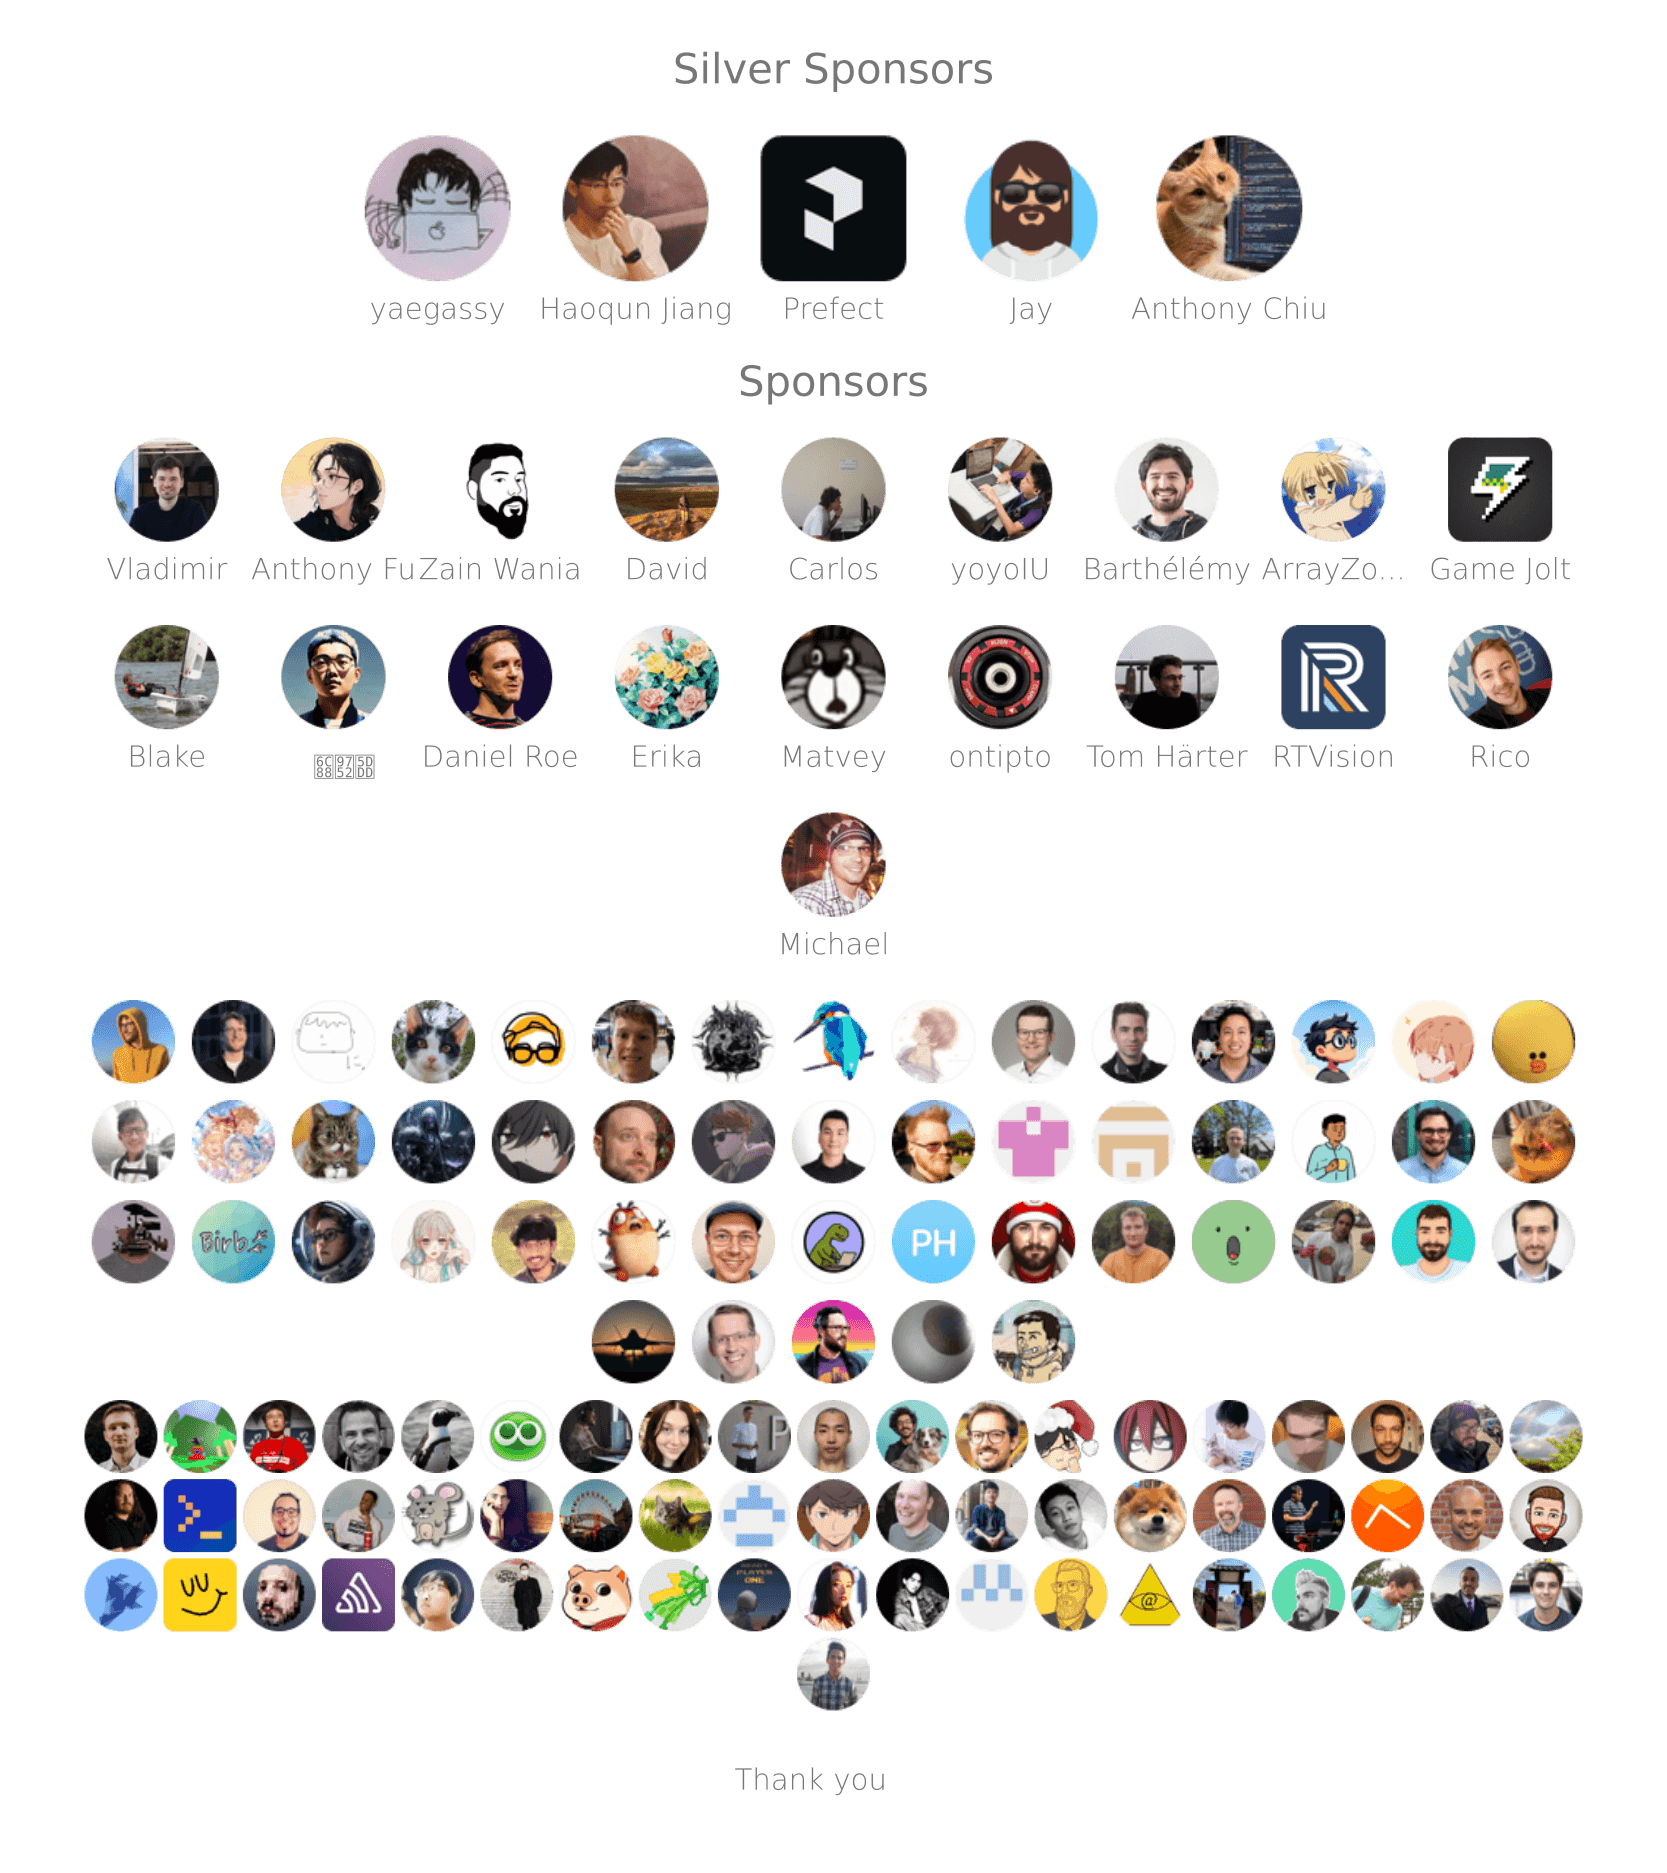 Silver Sponsors
yaegassy Haoqun Jiang Prefect Jay Anthony Chiu
Sponsors
Vladimir Anthony Fu Zain Wania David Carlos yoyoIU Barthélémy ArrayZo... Game Jolt
Blake Daniel Roe Erika Matvey ontipto Tom Härter RTVision Rico
Michael
Birb PH
Thank you